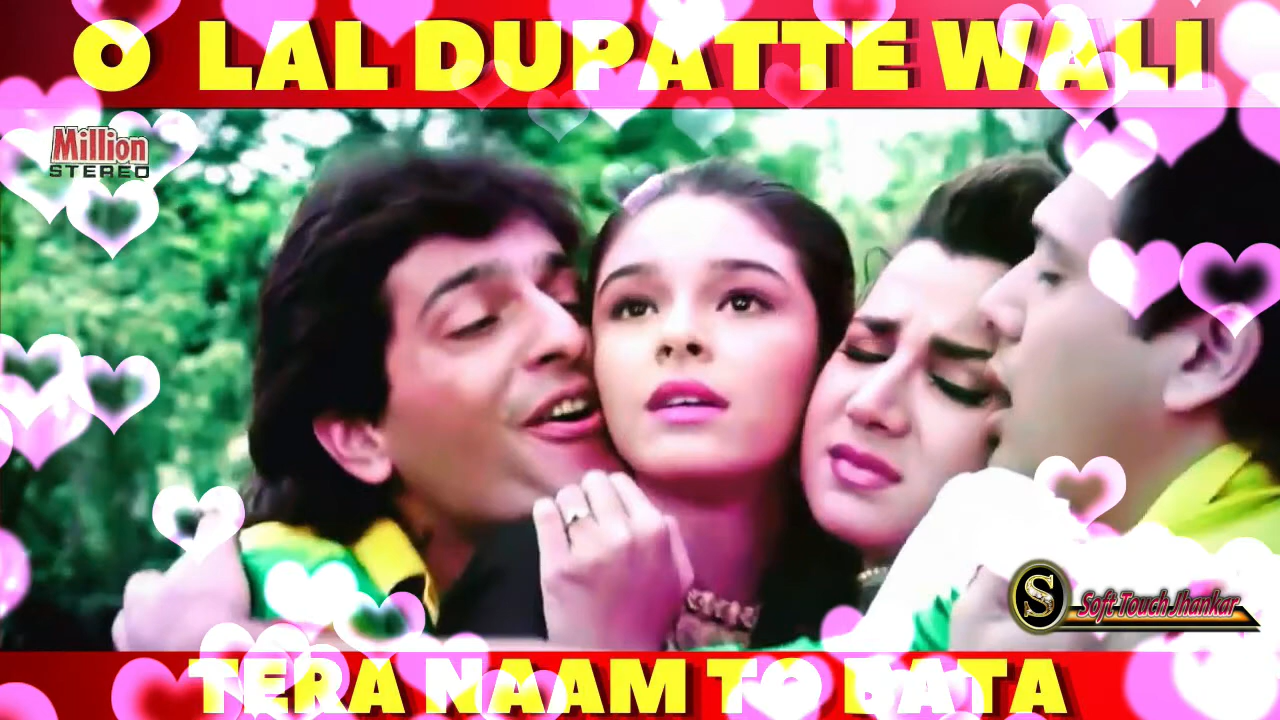 O LAL DUPATTE WALI
Million
STEREO
S
Soft Touch Jhankar
TERA NAAM TO BATA